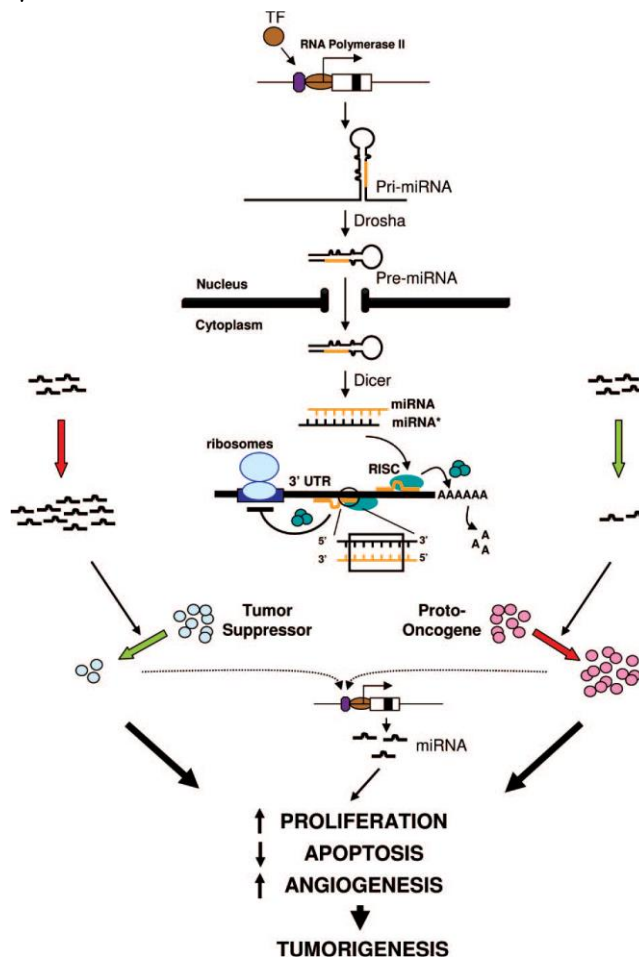 TF
RNA Polymerase II
Pri-miRNA
Drosha
Pre-miRNA
Nucleus
Cytoplasm
Dicer
miRNA
miRNA*
ribosomes
3' UTR
RISC
AAAAAA
A
A
A
5'
3'
3'
5'
Tumor
Suppressor
Proto-
Oncogene
miRNA
PROLIFERATION
APOPTOSIS
ANGIOGENESIS
TUMORIGENESIS